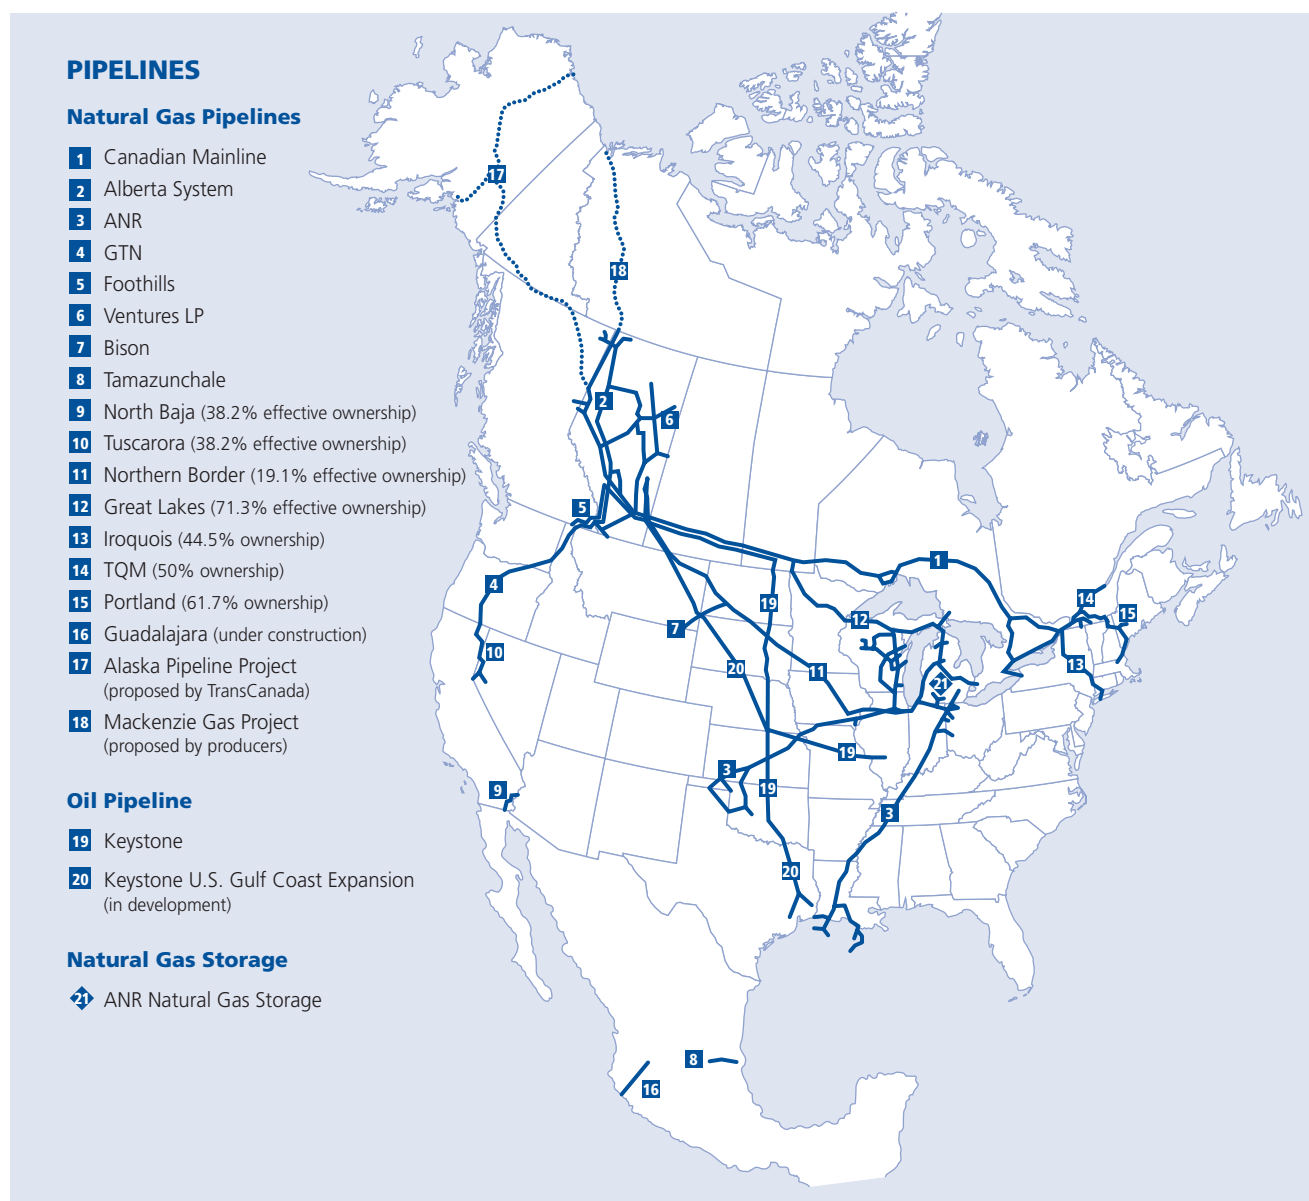 PIPELINES
Natural Gas Pipelines
1 Canadian Mainline
2 Alberta System
3 ANR
4 GTN
5 Foothills
6 Ventures LP
7 Bison
8 Tamazunchale
9 North Baja (38.2% effective ownership)
10 Tuscarora (38.2% effective ownership)
11 Northern Border (19.1% effective ownership)
12 Great Lakes (71.3% effective ownership)
13 Iroquois (44.5% ownership)
14 TQM (50% ownership)
15 Portland (61.7% ownership)
16 Guadalajara (under construction)
17 Alaska Pipeline Project
(proposed by TransCanada)
18 Mackenzie Gas Project
(proposed by producers)
Oil Pipeline
19 Keystone
20 Keystone U.S. Gulf Coast Expansion
(in development)
Natural Gas Storage
21 ANR Natural Gas Storage
17
18
2
6
5
1
4
19
14
15
12
7
10
20
11
13
21
19
3
9
19
3
20
8
16